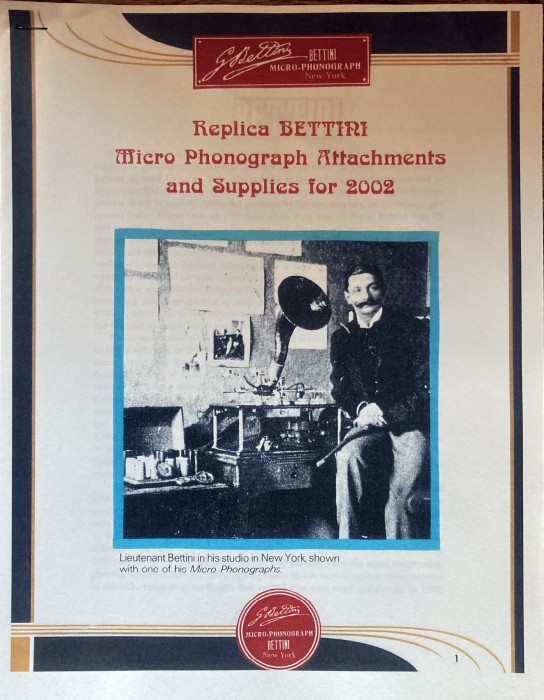 G Bettini
BETTINI
MICRO-PHONOGRAPH
New York
Replica BETTINI
Micro Phonograph Attachments
and Supplies for 2002
Lieutenant Bettini in his studio in New York, shown
with one of his Micro Phonographs.
G Bettini
MICRO-PHONOGRAPH
BETTINI
New York
1